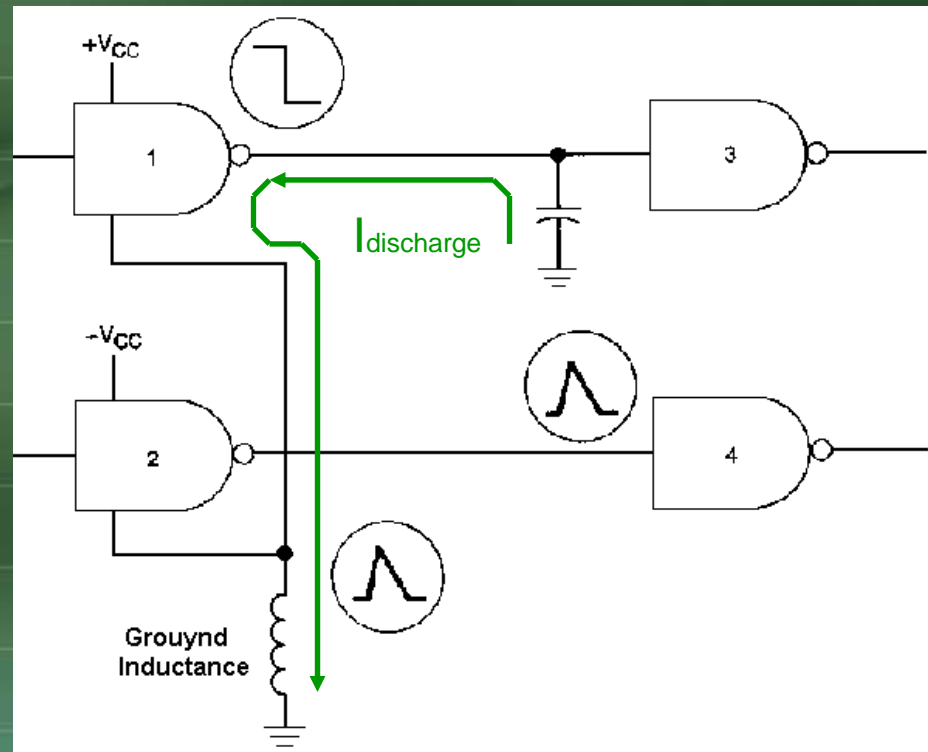 +VCC
1
3
Idischarge
-VCC
2
4
Grouynd
Inductance